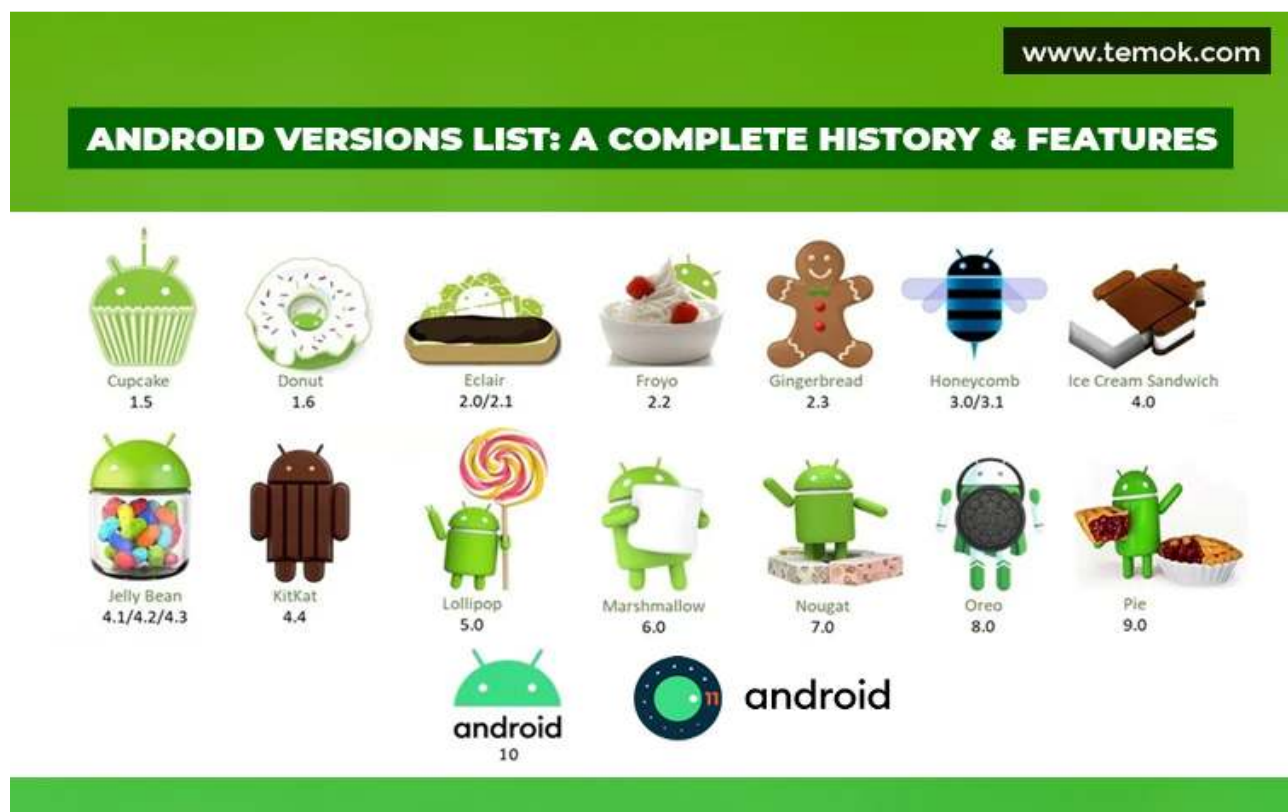 www.temok.com
ANDROID VERSIONS LIST: A COMPLETE HISTORY & FEATURES
Cupcake
1.5
Donut
1.6
Eclair
2.0/2.1
Froyo
2.2
Gingerbread
2.3
Honeycomb
3.0/3.1
Ice Cream Sandwich
4.0
Jelly Bean
4.1/4.2/4.3
KitKat
4.4
Lollipop
5.0
Marshmallow
6.0
Nougat
7.0
Oreo
8.0
Pie
9.0
android
10
11
android